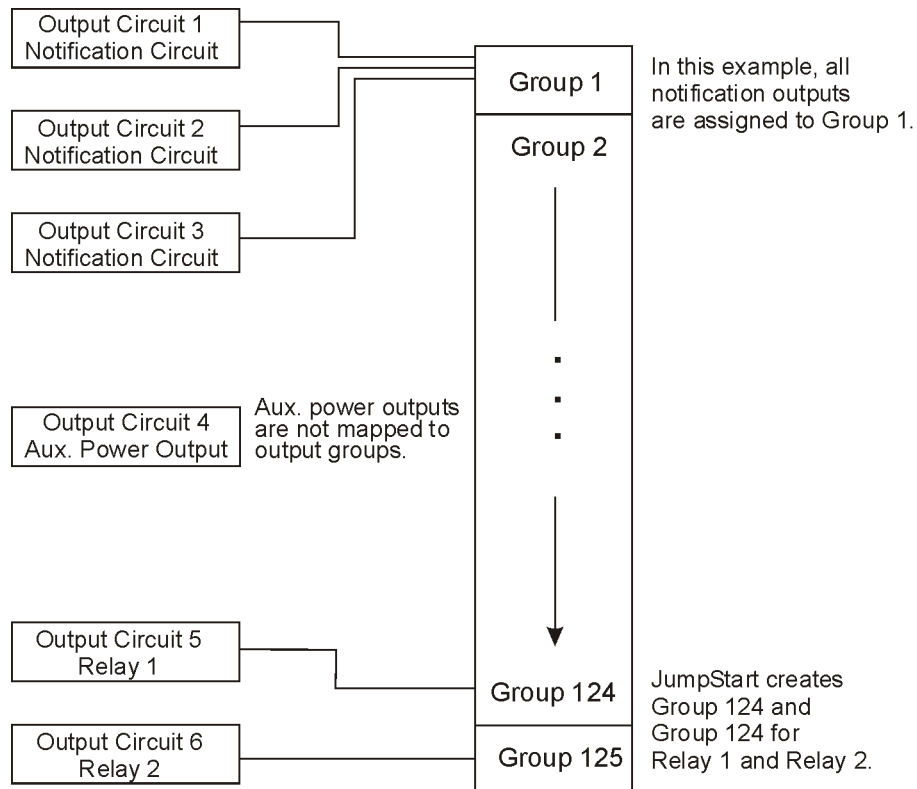 Output Circuit 1
Notification Circuit
Group 1
In this example, all
notification outputs
are assigned to Group 1.
Output Circuit 2
Notification Circuit
Group 2
Output Circuit 3
Notification Circuit
Output Circuit 4
Aux. Power Output
Aux. power outputs
are not mapped to
output groups.
Output Circuit 5
Relay 1
Group 124
JumpStart creates
Group 124 and
Group 124 for
Relay 1 and Relay 2.
Output Circuit 6
Relay 2
Group 125